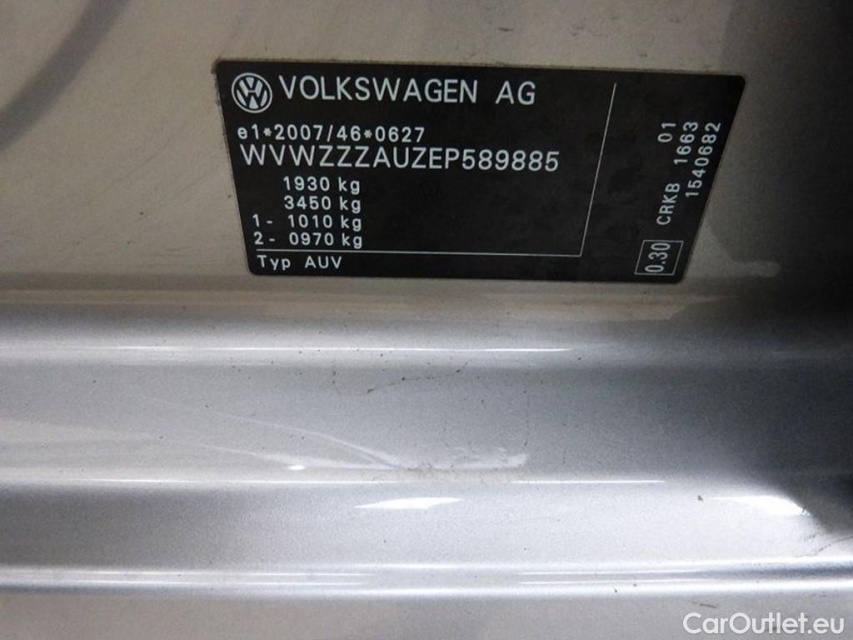 VOLKSWAGEN AG
e1*2007/46*0627
WVWZZZAUZEP589885
1930 kg
3450 kg
1- 1010 kg
2- 0970 kg
Typ AUV
01
CRKB 1663
1540682
0.30
CarOutlet.eu